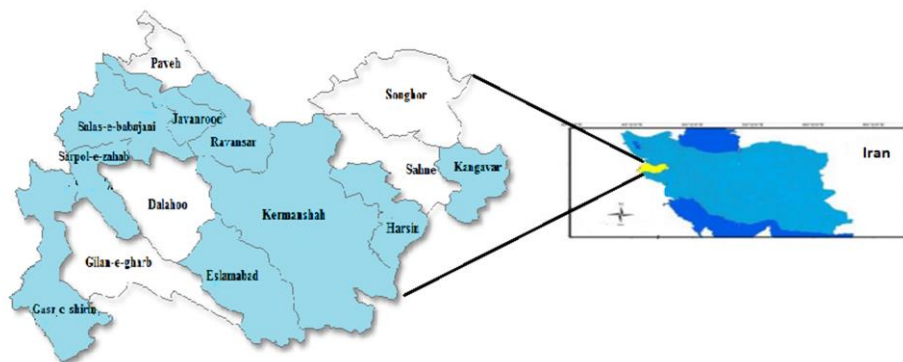 Paveh
Songhor
Javanrood
Salas-e-babajani
Ravansar
Iran
Sarpol-e-zahab
Sahne
Kangavar
Dalahoo
Kermanshah
Harsin
Gilan-e-gharb
Eslamabad
Gasr-e-shirin